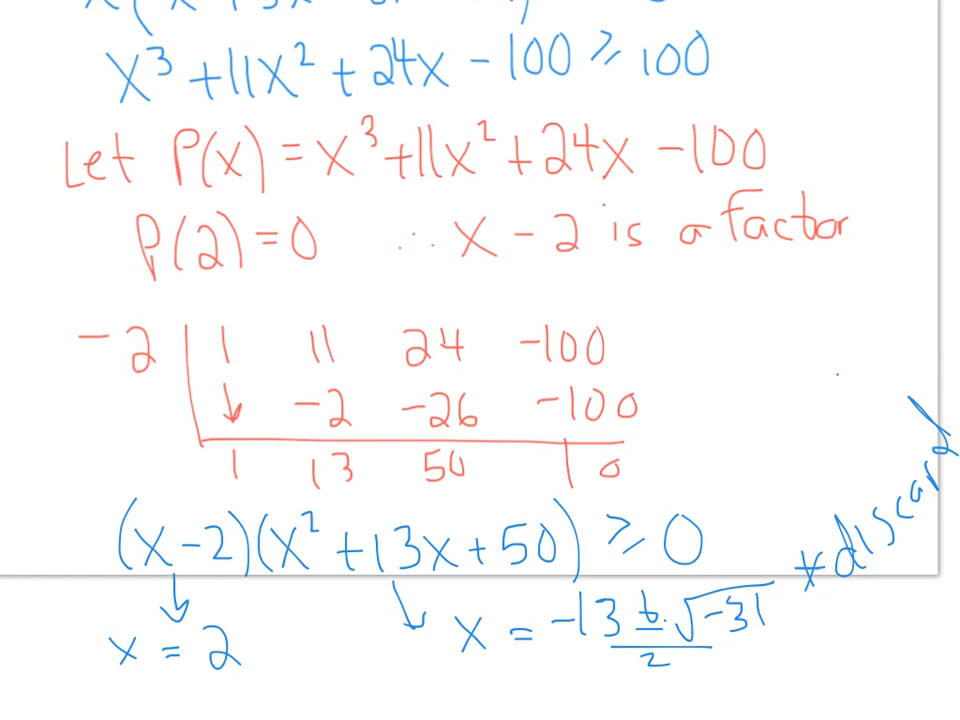 x³ + 11x² + 24x - 100 ≥ 100
Let P(x) = x³ + 11x² + 24x - 100
P(2) = 0 ∴ x - 2 is a factor
-2 | 1 11 24 -100
↓ -2 -26 -100
1 13 50 | 0
(x - 2)(x² + 13x + 50) ≥ 0
* discard
x = 2 x = (-13 ± √-31)/2